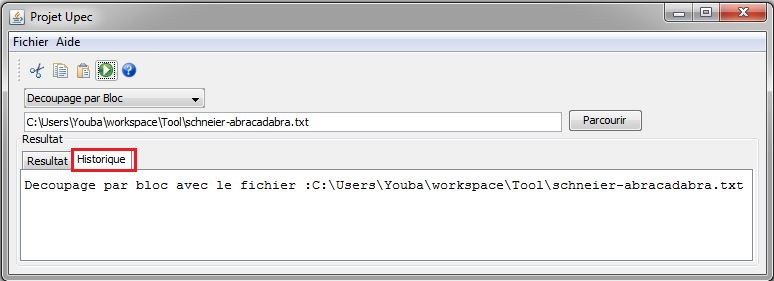 Projet Upec
Fichier Aide
Decoupage par Bloc
C:\Users\Youba\workspace\Tool\schneier-abracadabra.txt
Parcourir
Resultat
Resultat Historique
Decoupage par bloc avec le fichier :C:\Users\Youba\workspace\Tool\schneier-abracadabra.txt